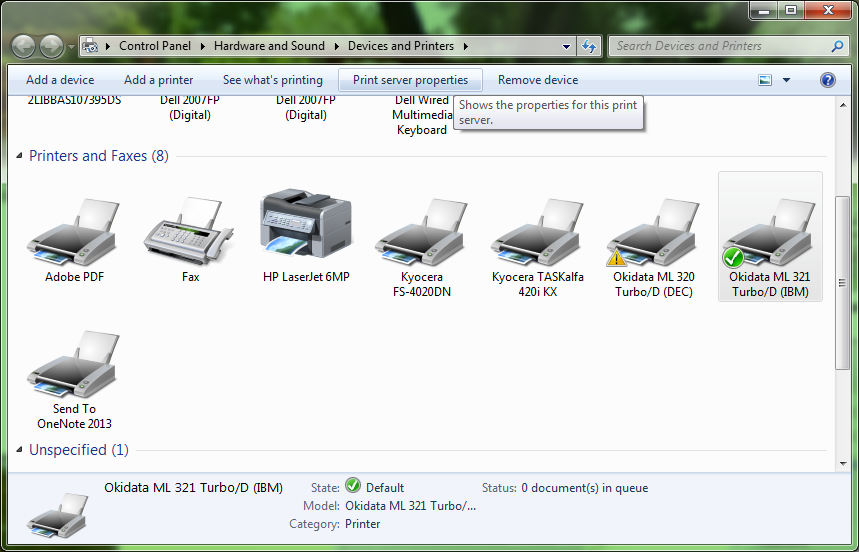 Control Panel Hardware and Sound Devices and Printers Search Devices and Printers
Add a device Add a printer See what's printing Print server properties Remove device
Shows the properties for this print
server.
2LIBBAS107395DS Dell 2007FP Dell 2007FP Dell Wired
(Digital) (Digital) Multimedia
Keyboard
Printers and Faxes (8)
Adobe PDF Fax HP LaserJet 6MP Kyocera Kyocera TASKalfa Okidata ML 320 Okidata ML 321
FS-4020DN 420i KX Turbo/D (DEC) Turbo/D (IBM)
Send To
OneNote 2013
Unspecified (1)
Okidata ML 321 Turbo/D (IBM) State: Default Status: 0 document(s) in queue
Model: Okidata ML 321 Turbo/...
Category: Printer